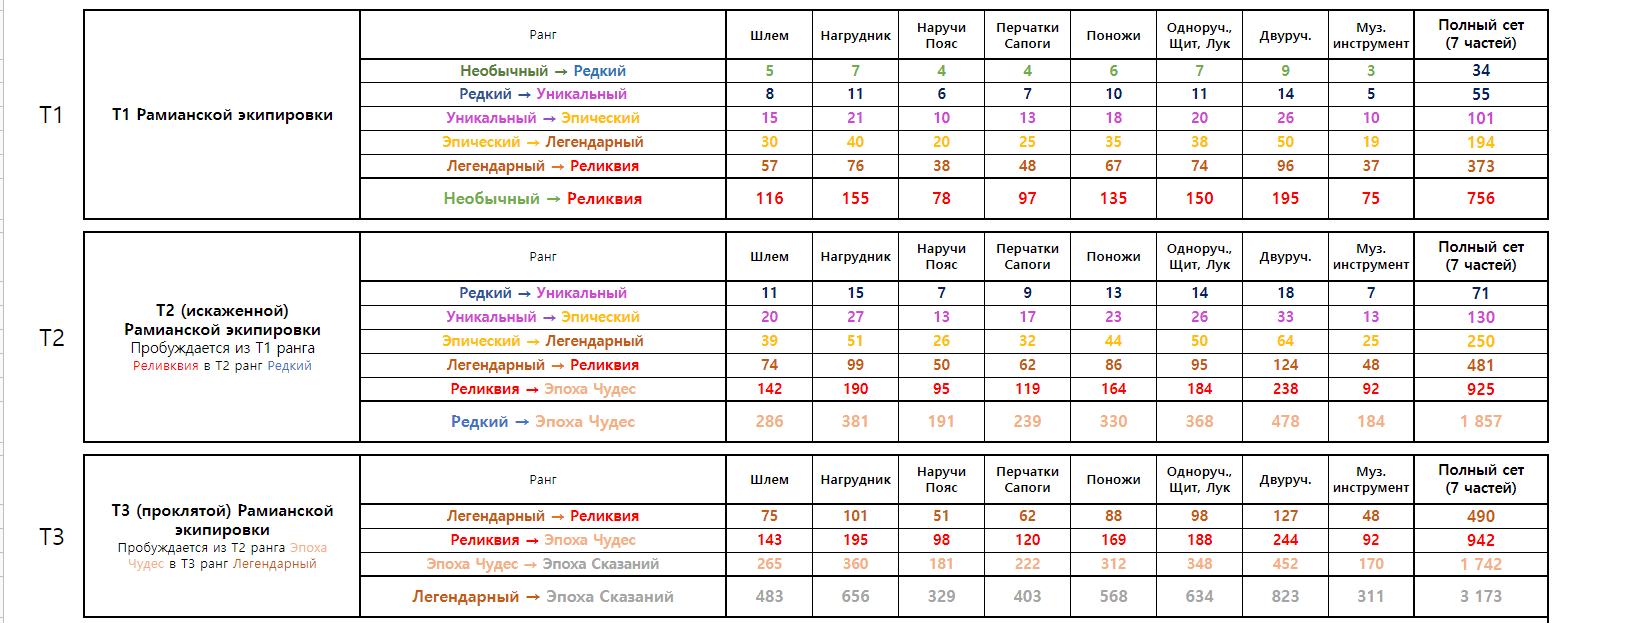 T1
T1 Рамианской экипировки
Ранг Шлем Нагрудник Наручи Пояс Перчатки Сапоги Поножи Одноруч., Щит, Лук Двуруч. Муз. инструмент Полный сет (7 частей)
Необычный → Редкий 5 7 4 4 6 7 9 3 34
Редкий → Уникальный 8 11 6 7 10 11 14 5 55
Уникальный → Эпический 15 21 10 13 18 20 26 10 101
Эпический → Легендарный 30 40 20 25 35 38 50 19 194
Легендарный → Реликвия 57 76 38 48 67 74 96 37 373
Необычный → Реликвия 116 155 78 97 135 150 195 75 756
T2
T2 (искаженной)
Рамианской экипировки
Пробуждается из T1 ранга
Реливквия в T2 ранг Редкий
Ранг Шлем Нагрудник Наручи Пояс Перчатки Сапоги Поножи Одноруч., Щит, Лук Двуруч. Муз. инструмент Полный сет (7 частей)
Редкий → Уникальный 11 15 7 9 13 14 18 7 71
Уникальный → Эпический 20 27 13 17 23 26 33 13 130
Эпический → Легендарный 39 51 26 32 44 50 64 25 250
Легендарный → Реликвия 74 99 50 62 86 95 124 48 481
Реликвия → Эпоха Чудес 142 190 95 119 164 184 238 92 925
Редкий → Эпоха Чудес 286 381 191 239 330 368 478 184 1 857
T3
T3 (проклятой) Рамианской
экипировки
Пробуждается из T2 ранга Эпоха
Чудес в T3 ранг Легендарный
Ранг Шлем Нагрудник Наручи Пояс Перчатки Сапоги Поножи Одноруч., Щит, Лук Двуруч. Муз. инструмент Полный сет (7 частей)
Легендарный → Реликвия 75 101 51 62 88 98 127 48 490
Реликвия → Эпоха Чудес 143 195 98 120 169 188 244 92 942
Эпоха Чудес → Эпоха Сказаний 265 360 181 222 312 348 452 170 1 742
Легендарный → Эпоха Сказаний 483 656 329 403 568 634 823 311 3 173